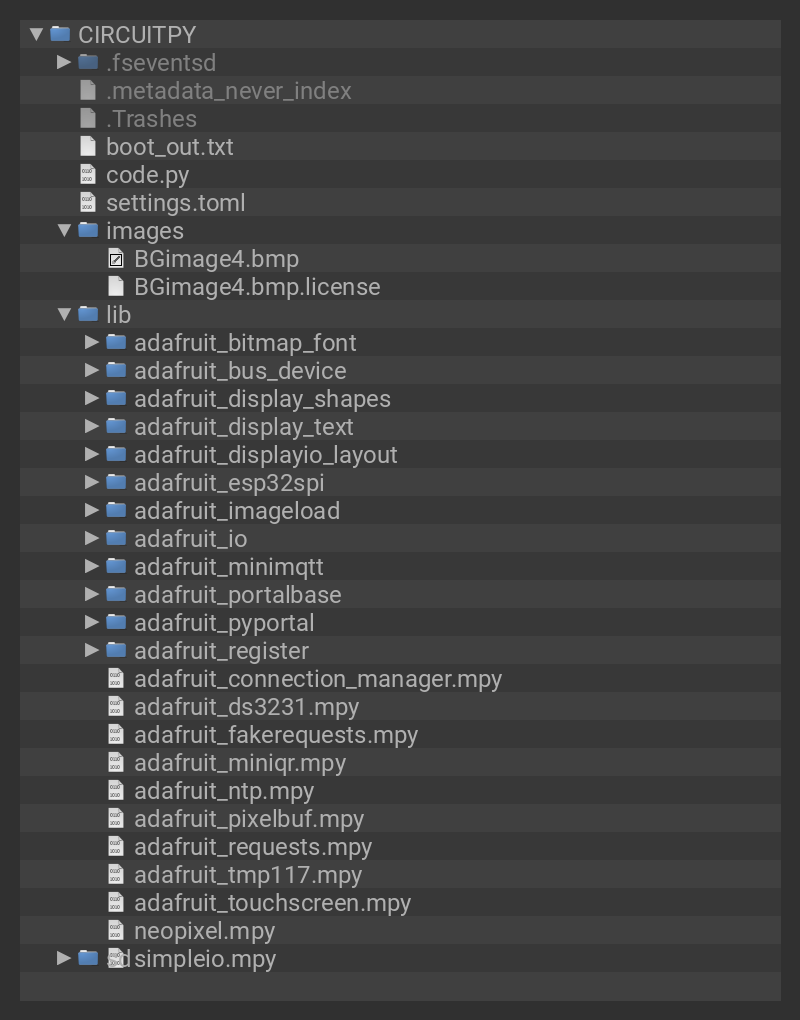 CIRCUITPY
.fseventsd
.metadata_never_index
.Trashes
boot_out.txt
code.py
settings.toml
images
BGimage4.bmp
BGimage4.bmp.license
lib
adafruit_bitmap_font
adafruit_bus_device
adafruit_display_shapes
adafruit_display_text
adafruit_displayio_layout
adafruit_esp32spi
adafruit_imageload
adafruit_io
adafruit_minimqtt
adafruit_portalbase
adafruit_pyportal
adafruit_register
adafruit_connection_manager.mpy
adafruit_ds3231.mpy
adafruit_fakerequests.mpy
adafruit_miniqr.mpy
adafruit_ntp.mpy
adafruit_pixelbuf.mpy
adafruit_requests.mpy
adafruit_tmp117.mpy
adafruit_touchscreen.mpy
neopixel.mpy
sd simpleio.mpy